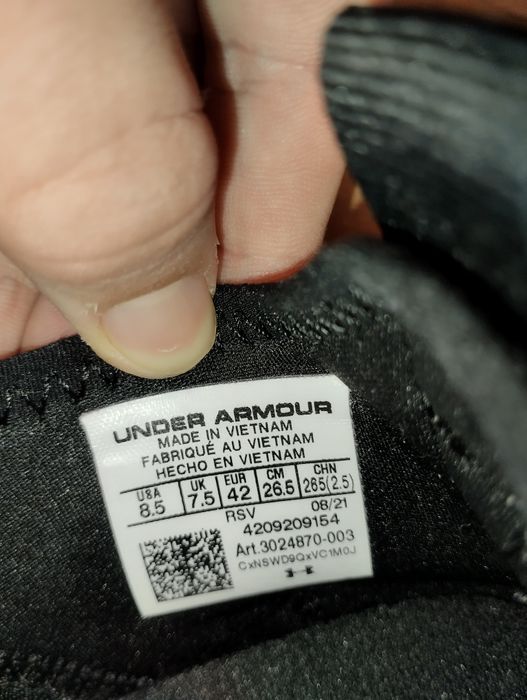 UNDER ARMOUR
MADE IN VIETNAM
FABRIQUÉ AU VIETNAM
HECHO EN VIETNAM
USA UK EUR CM CHN
8.5 7.5 42 26.5 265(2.5)
RSV 08/21
4209209154
Art.3024870-003
CxNSWD9QxVC1M0J